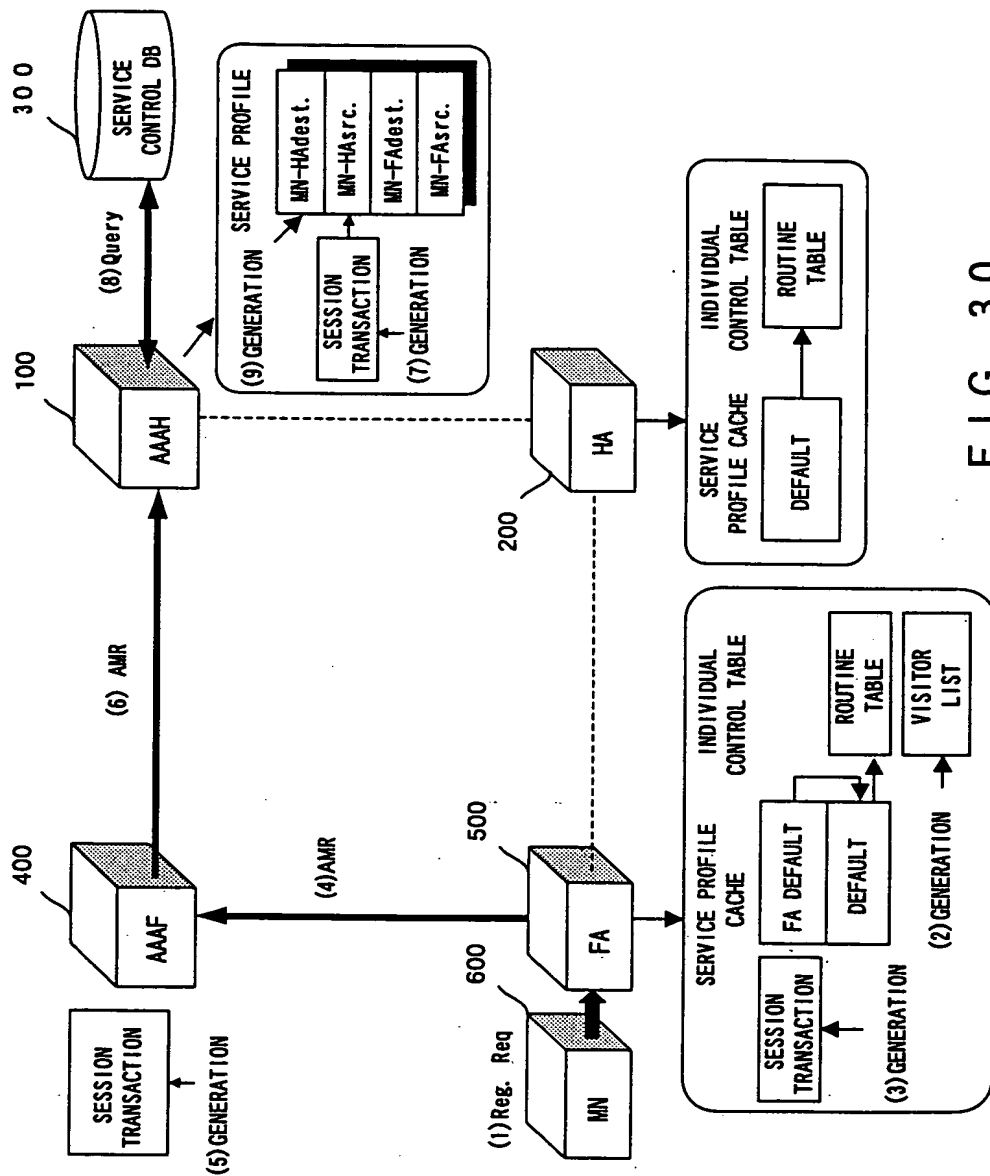 400
AAAF
SESSION
TRANSACTION
(5)GENERATION
(6) AMR
100
AAAH
(8)Query
300
SERVICE
CONTROL DB
(9)GENERATION
SERVICE PROFILE
MN-HAdest.
MN-HAsrc.
MN-FAdest.
MN-FAsrc.
SESSION
TRANSACTION
(7)GENERATION
(4)AMR
(1)Reg. Req
600
MN
500
FA
200
HA
SERVICE PROFILE
CACHE
INDIVIDUAL
CONTROL TABLE
SESSION
TRANSACTION
FA DEFAULT
DEFAULT
ROUTINE
TABLE
VISITOR
LIST
(3)GENERATION
(2)GENERATION
SERVICE
PROFILE CACHE
INDIVIDUAL
CONTROL TABLE
DEFAULT
ROUTINE
TABLE
FIG. 30